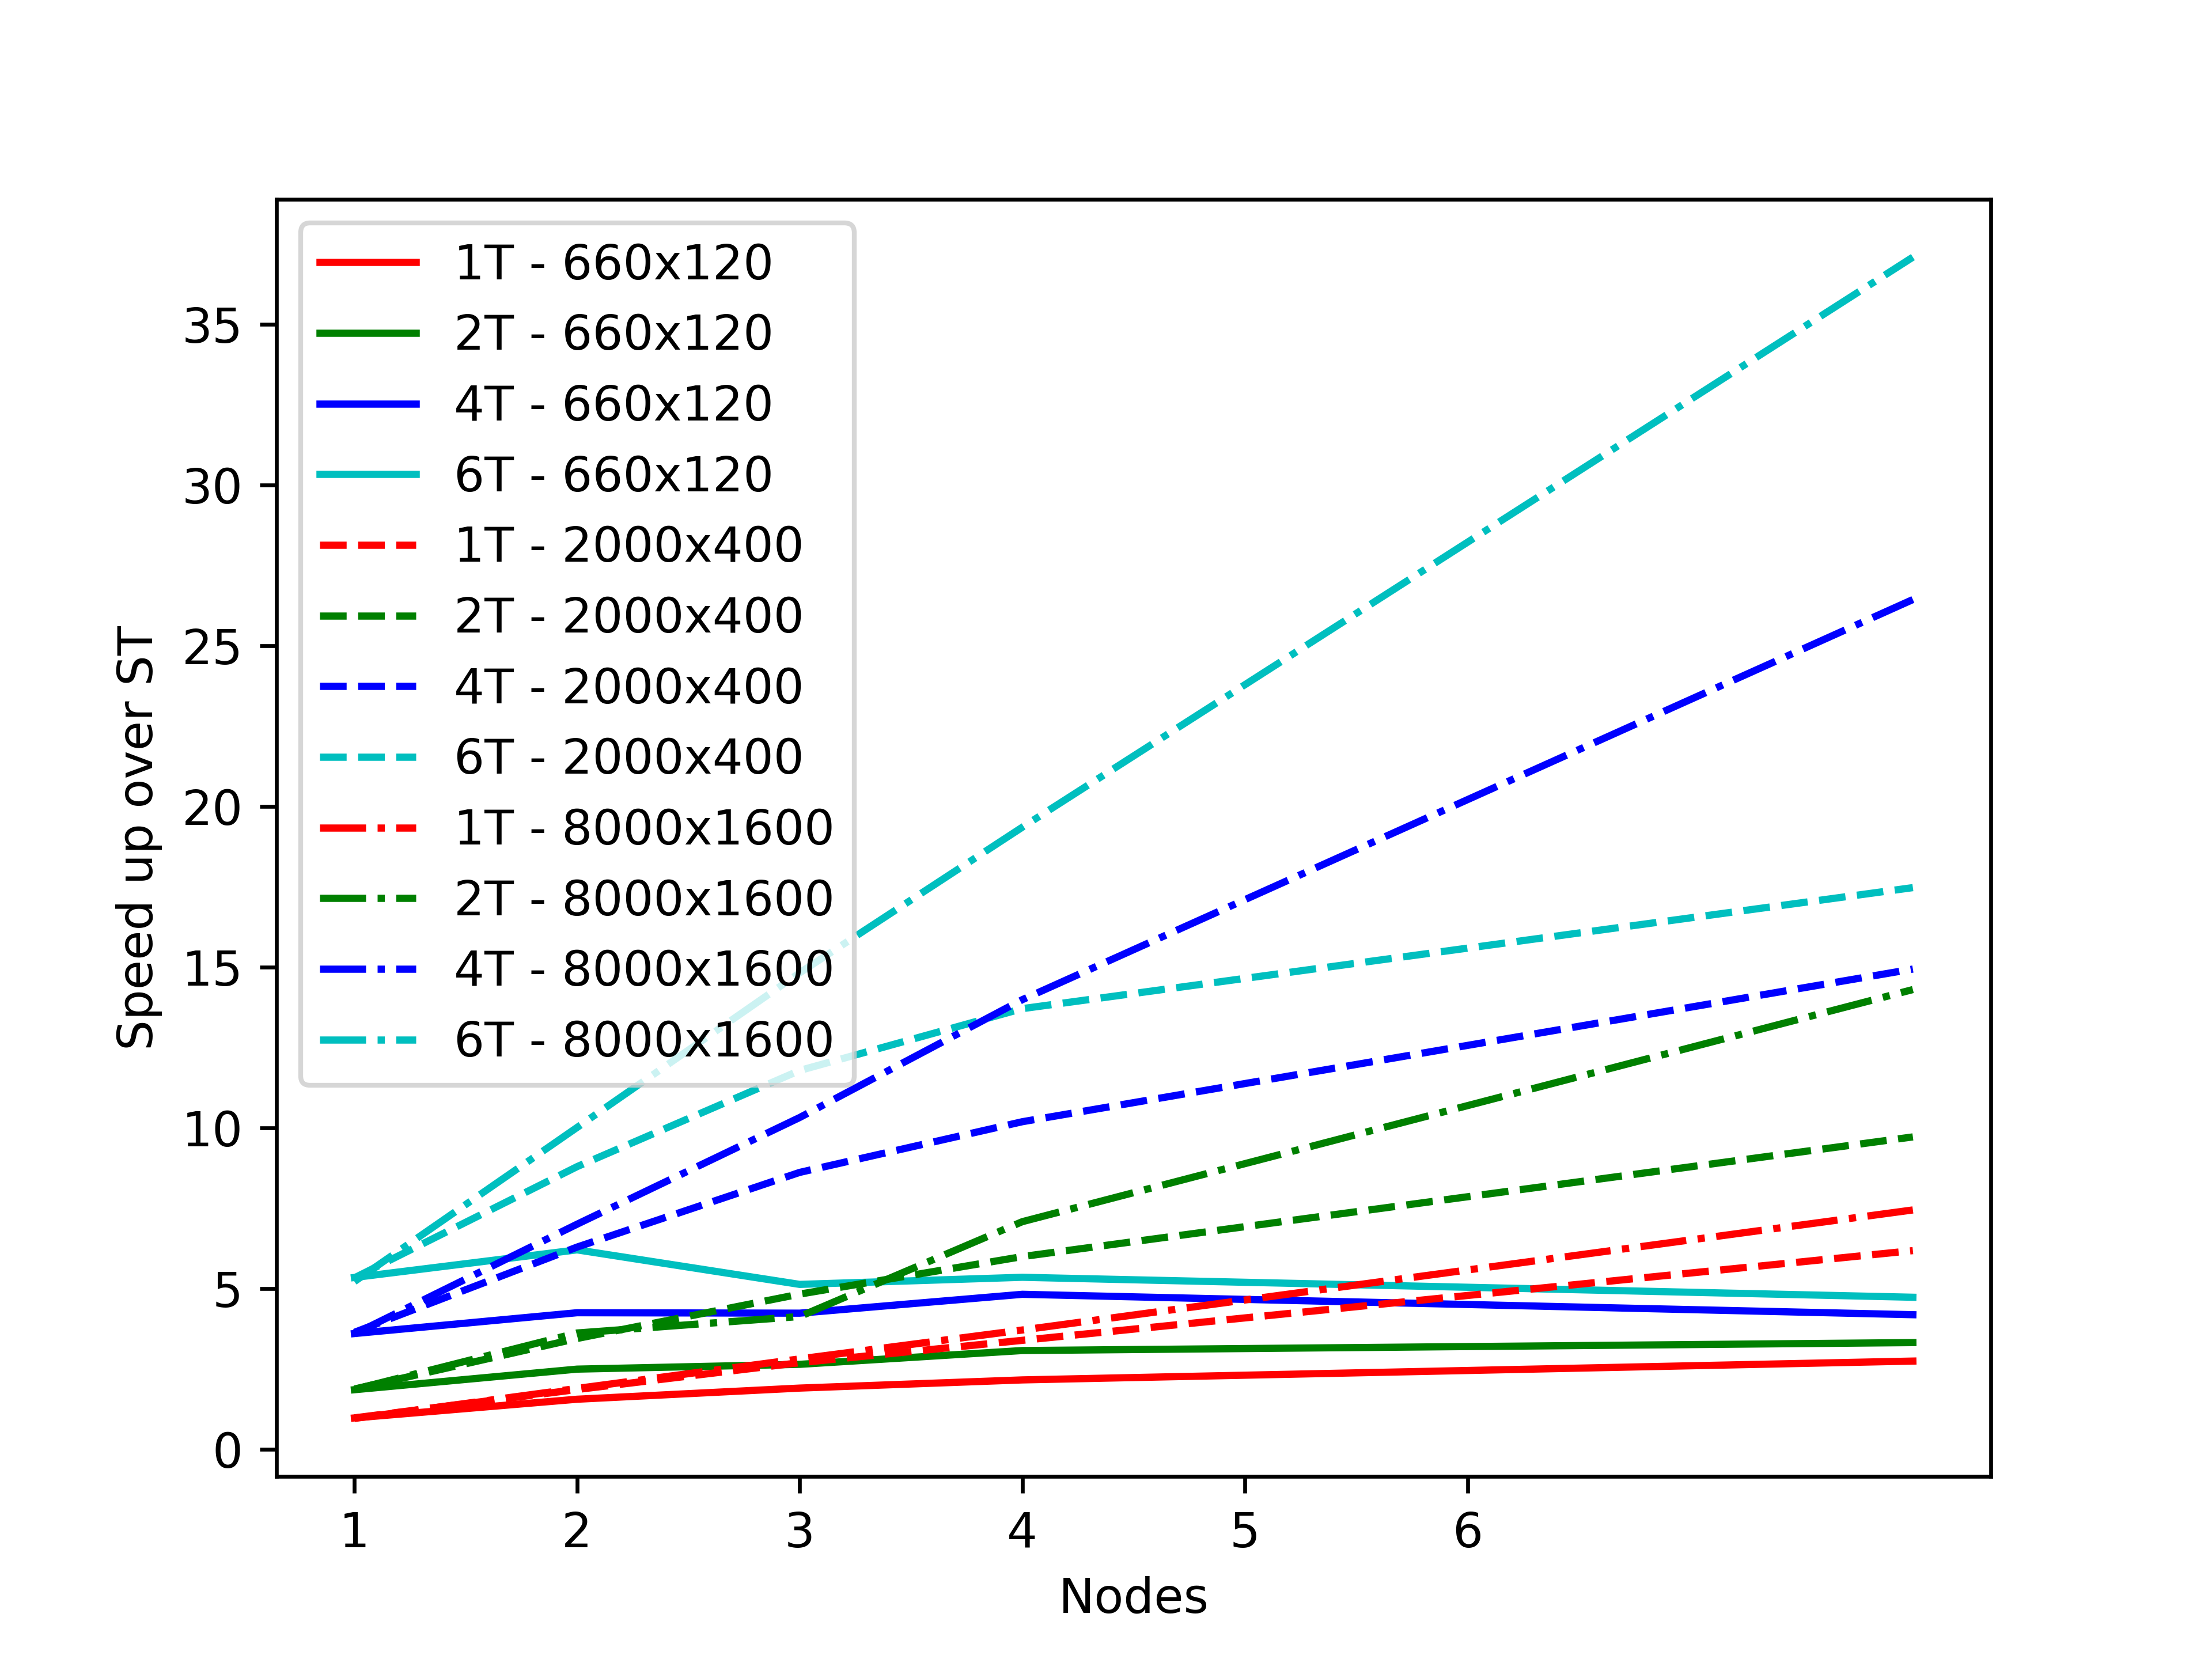 Speed up over ST
35
30
25
20
15
10
5
0
1T - 660x120
2T - 660x120
4T - 660x120
6T - 660x120
1T - 2000x400
2T - 2000x400
4T - 2000x400
6T - 2000x400
1T - 8000x1600
2T - 8000x1600
4T - 8000x1600
6T - 8000x1600
1 2 3 4 5 6
Nodes